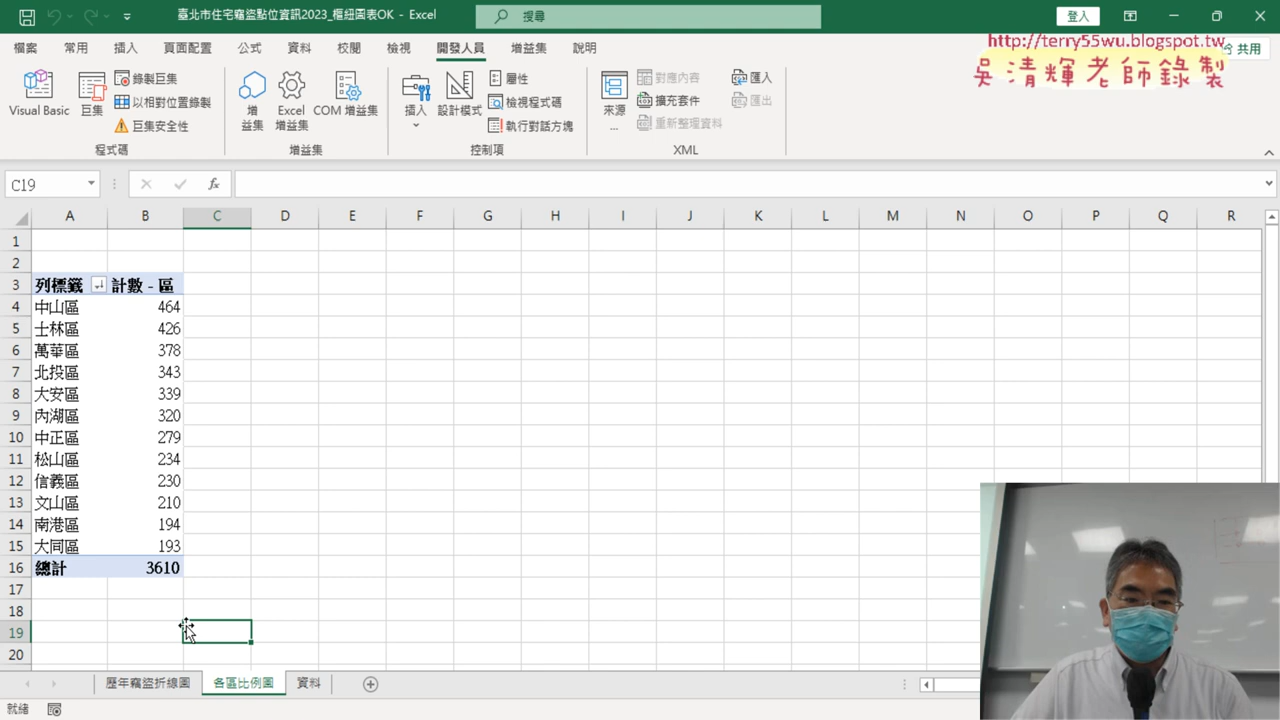 臺北市住宅竊盜點位資訊2023_樞紐圖表OK - Excel
搜尋
登入
檔案 常用 插入 頁面配置 公式 資料 校閱 檢視 開發人員 增益集 說明
共用
http://terry55wu.blogspot.tw
吳清輝老師錄製
Visual Basic
巨集
錄製巨集
以相對位置錄製
巨集安全性
程式碼
增益集
Excel 增益集
COM 增益集
增益集
插入
設計模式
屬性
檢視程式碼
執行對話方塊
控制項
來源
...
對應內容
擴充套件
重新整理資料
匯入
匯出
XML
C19
fx
A B C D E F G H I J K L M N O P Q R
1
2
3 列標籤 計數 - 區
4 中山區 464
5 士林區 426
6 萬華區 378
7 北投區 343
8 大安區 339
9 內湖區 320
10 中正區 279
11 松山區 234
12 信義區 230
13 文山區 210
14 南港區 194
15 大同區 193
16 總計 3610
17
18
19
20
歷年竊盜折線圖 各區比例圖 資料
就緒